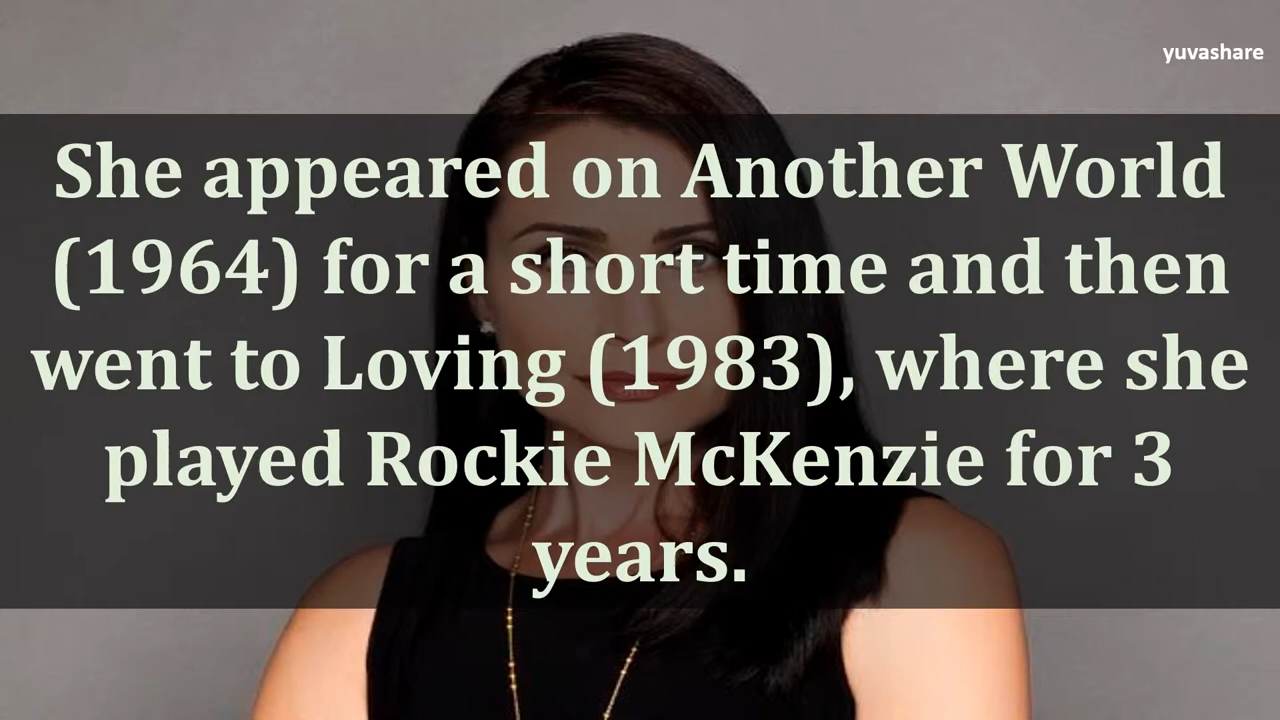 yuvashare
She appeared on Another World
(1964) for a short time and then
went to Loving (1983), where she
played Rockie McKenzie for 3
years.